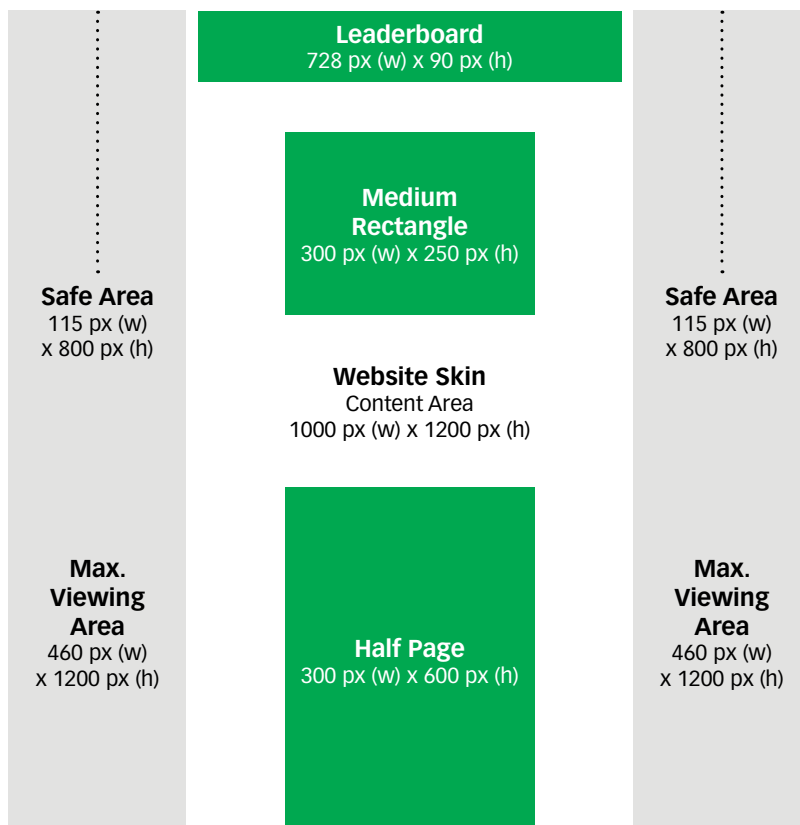 Leaderboard
728 px (w) x 90 px (h)
Medium
Rectangle
300 px (w) x 250 px (h)
Safe Area
115 px (w)
x 800 px (h)
Safe Area
115 px (w)
x 800 px (h)
Website Skin
Content Area
1000 px (w) x 1200 px (h)
Max.
Viewing
Area
460 px (w)
x 1200 px (h)
Half Page
300 px (w) x 600 px (h)
Max.
Viewing
Area
460 px (w)
x 1200 px (h)